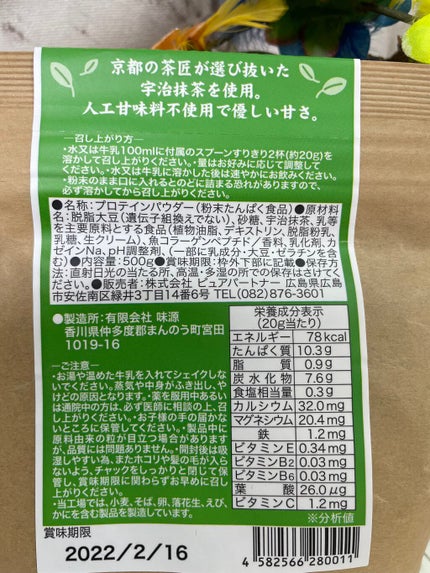 京都の茶匠が選び抜いた
宇治抹茶を使用。
人工甘味料不使用で優しい甘さ。
―召し上がり方―
・水又は牛乳100mlに付属のスプーンすりきり2杯(約20g)を
溶かして召し上がりください。・量はお好みに応じて調整して
ください。・水又は牛乳に溶かした後は速やかにお飲みください。
・粉末のまま口に入れるとのどに詰まる恐れがありますので、
必ず溶かしてから召し上がりください。
●名称:プロテインパウダー(粉末たんぱく食品)●原材料
名:脱脂大豆(遺伝子組換えでない)、砂糖、宇治抹茶、乳等
を主要原料とする食品(植物油脂、デキストリン、脱脂粉乳、
乳糖、生クリーム)、魚コラーゲンペプチド/香料、乳化剤、カ
ゼインNa、pH調整剤、(一部に乳成分・大豆・ゼラチンを含
む)●内容量:500g●賞味期限:枠外下部に記載●保存方
法:直射日光の当たる所、高温・多湿の所での保存はさけてく
ださい。●販売者:株式会社 ピュアパートナー 広島県広島
市安佐南区緑井3丁目14番6号 TEL(082)876-3601
●製造所:有限会社 味源
香川県仲多度郡まんのう町宮田
1019-16
―ご注意―
・お湯や温めた牛乳を入れてシェイクしな
いでください。蒸気や中身がふき出し、や
けどの原因となります。・薬を服用中あるい
は通院中の方は、必ず医師に相談の上、召
し上がりください。・お子様の手の届かな
いところに保管してください。・製品中に
原料由来の粒が目立つ場合があります
が、品質には問題ありません。・開封後は吸
湿しやすい為、またホコリや髪の毛が入ら
ないよう、チャックをしっかりと閉じて保
管し、賞味期限に関わらずお早めに召し上
がりください。
・当工場では、小麦、そば、卵、落花生、えび、
かにを含む製品を製造しています。
栄養成分表示
(20g当たり)
エネルギー 78kcal
たんぱく質 10.3g
脂質 0.9g
炭水化物 7.6g
食塩相当量 0.3g
カルシウム 32.0mg
マグネシウム 20.4mg
鉄 1.2mg
ビタミンE 0.34mg
ビタミンB2 0.03mg
ビタミンB6 0.03mg
葉酸 26.0μg
ビタミンC 1.2mg
※分析値
賞味期限
2022/2/16
4 582566 280011